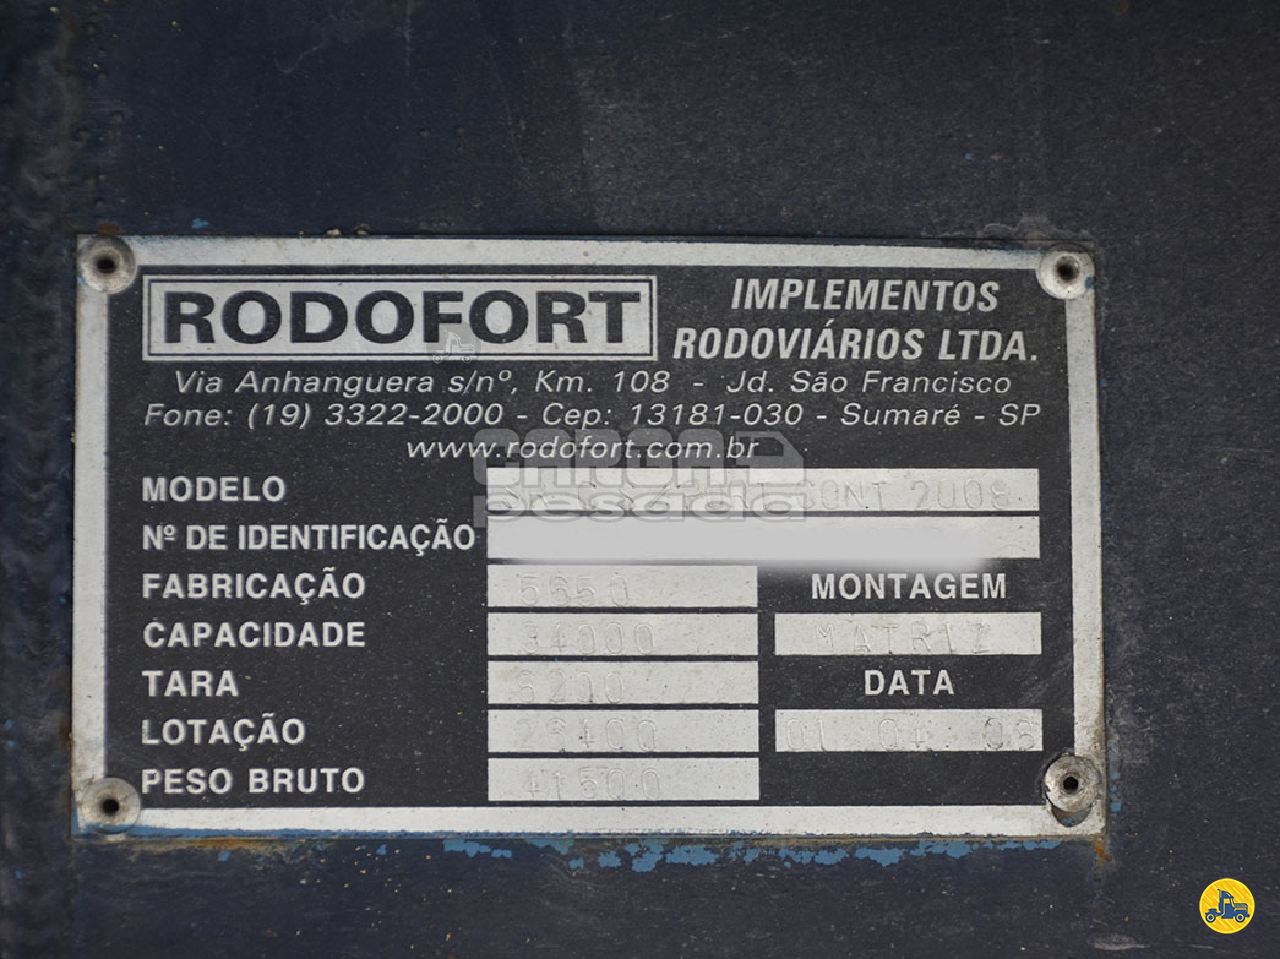 RODOFORT
IMPLEMENTOS
RODOVIÁRIOS LTDA.
Via Anhanguera s/nº, Km. 108 - Jd. São Francisco
Fone: (19) 3322-2000 - Cep: 13181-030 - Sumaré - SP
www.rodofort.com.br
CARGA
pesada
MODELO CONT 2008
Nº DE IDENTIFICAÇÃO
FABRICAÇÃO 5650 MONTAGEM
CAPACIDADE 34000 MATRIZ
TARA 6200 DATA
LOTAÇÃO 01 04 08
PESO BRUTO 41500